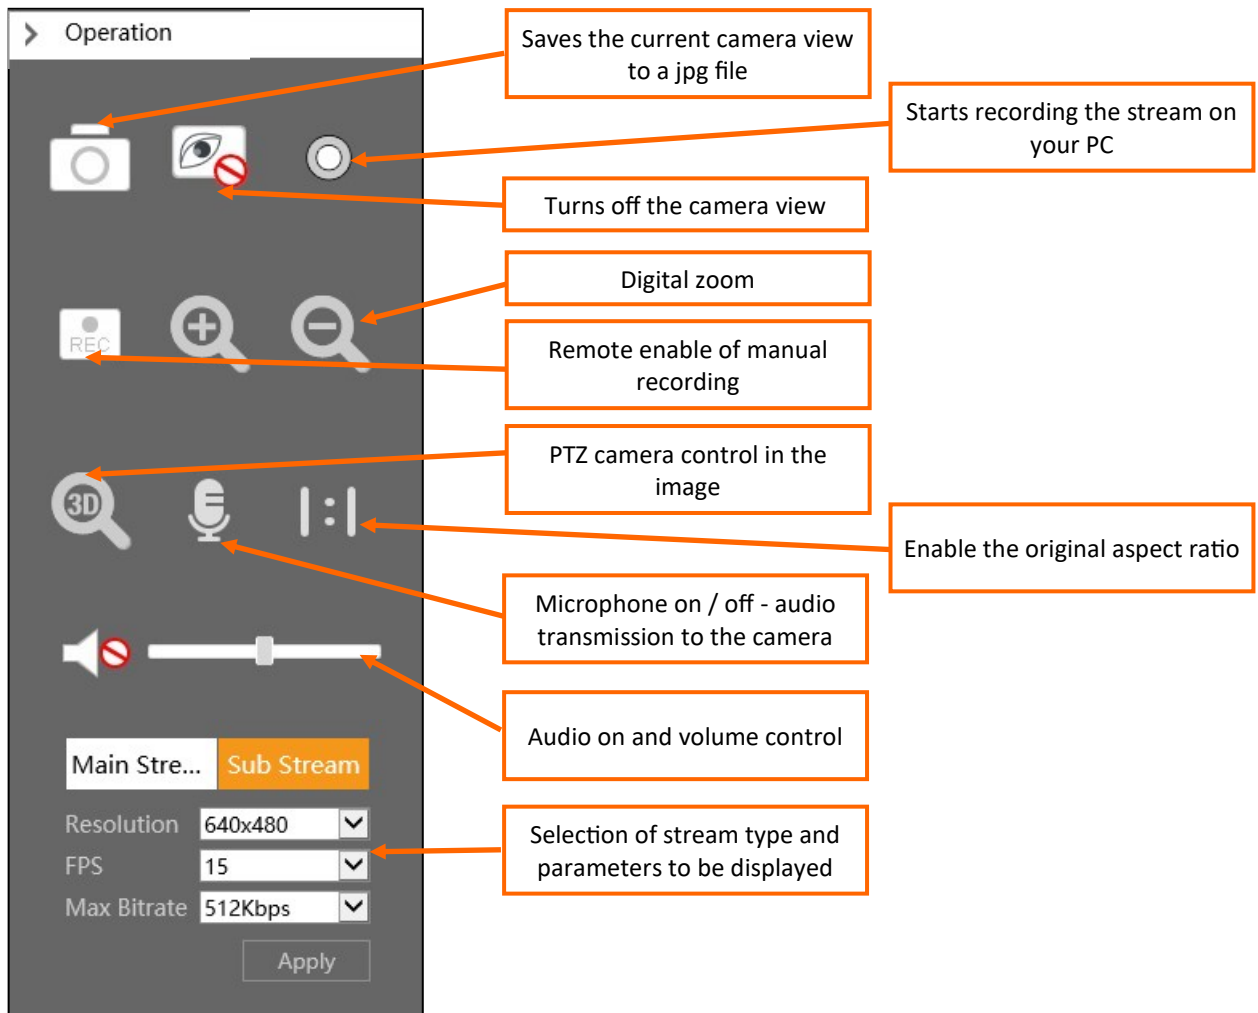 Operation
Saves the current camera view
to a jpg file
Starts recording the stream on
your PC
Turns off the camera view
Digital zoom
REC
Remote enable of manual
recording
PTZ camera control in the
image
3D
Enable the original aspect ratio
Microphone on / off - audio
transmission to the camera
Audio on and volume control
Main Stre...
Sub Stream
Resolution 640x480
FPS 15
Max Bitrate 512Kbps
Selection of stream type and
parameters to be displayed
Apply